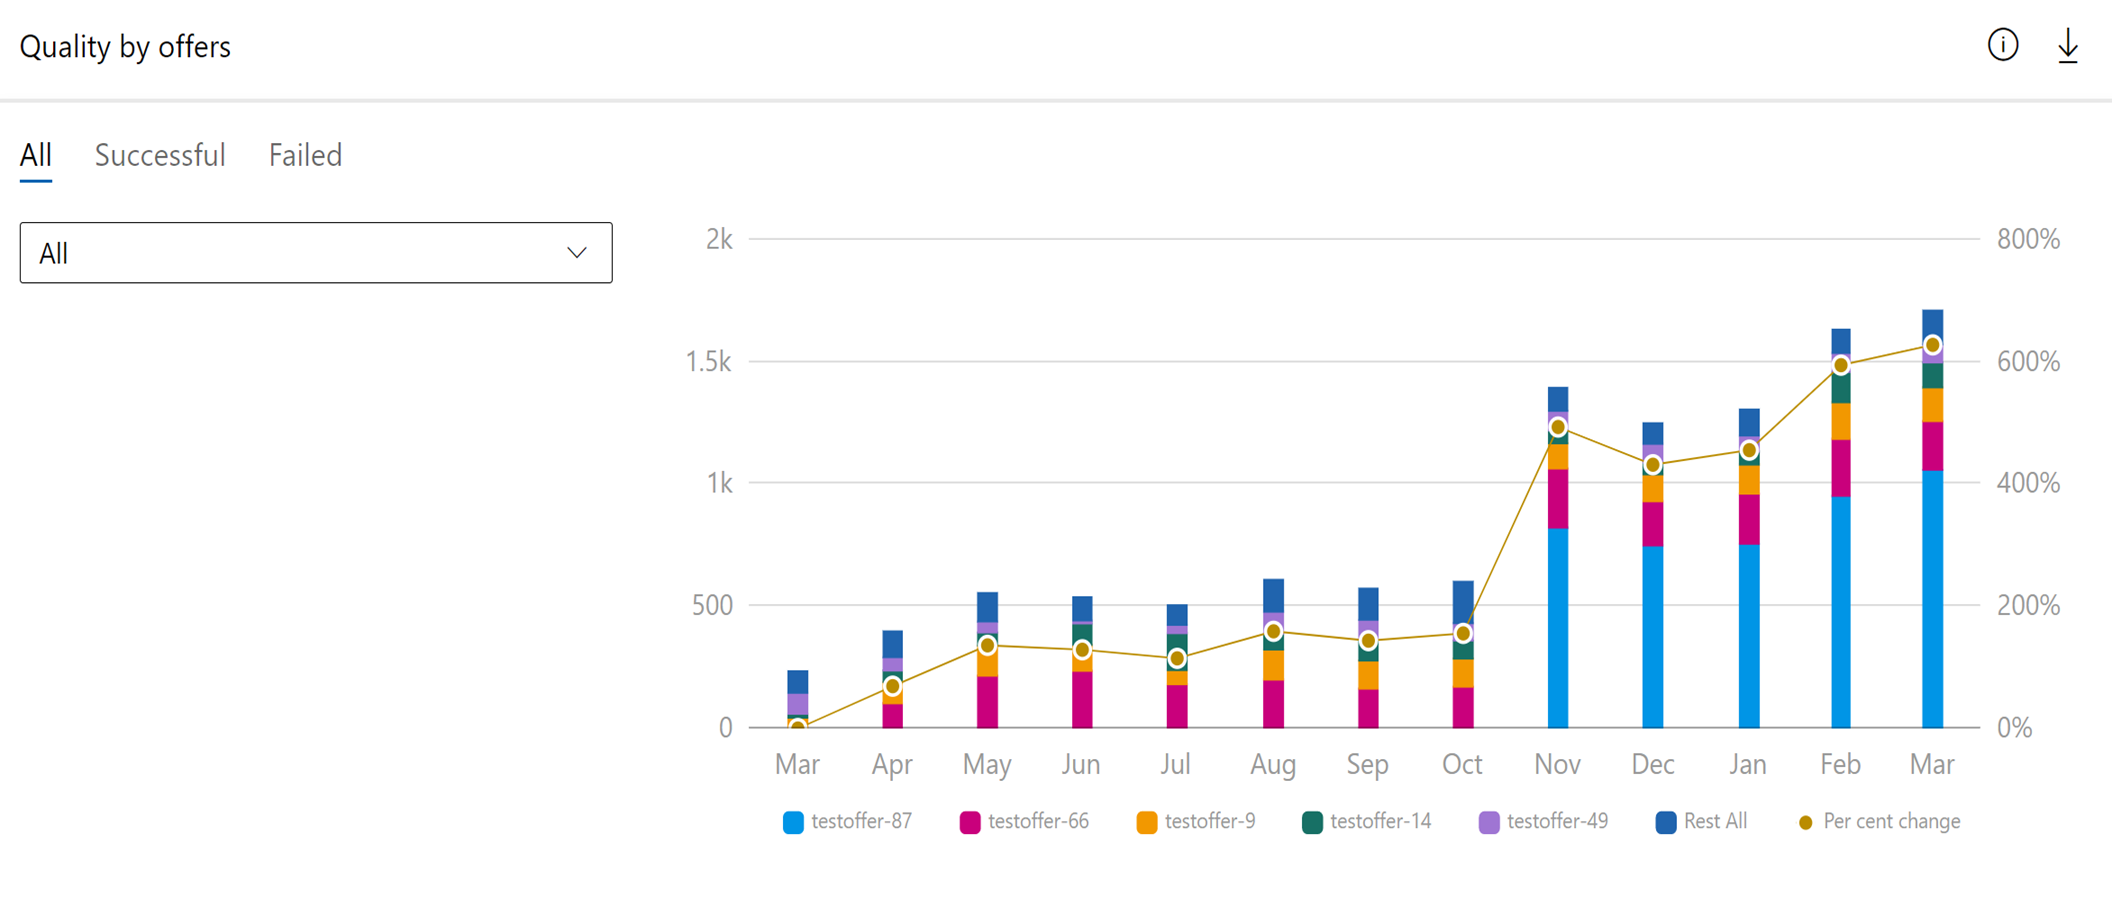 Quality by offers
All Successful Failed
All
2k 800%
1.5k 600%
1k 400%
500 200%
0 0%
Mar Apr May Jun Jul Aug Sep Oct Nov Dec Jan Feb Mar
testoffer-87 testoffer-66 testoffer-9 testoffer-14 testoffer-49 Rest All Per cent change